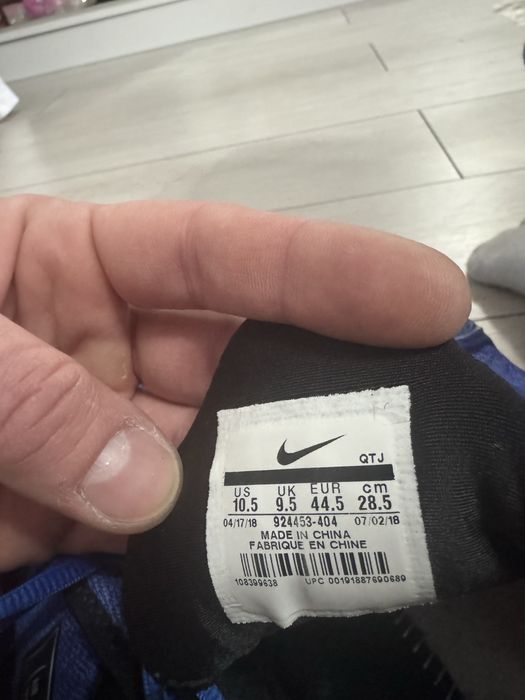 QTJ
US UK EUR cm
10.5 9.5 44.5 28.5
04/17/18 924453-404 07/02/18
MADE IN CHINA
FABRIQUE EN CHINE
108399638 UPC 00191887690689